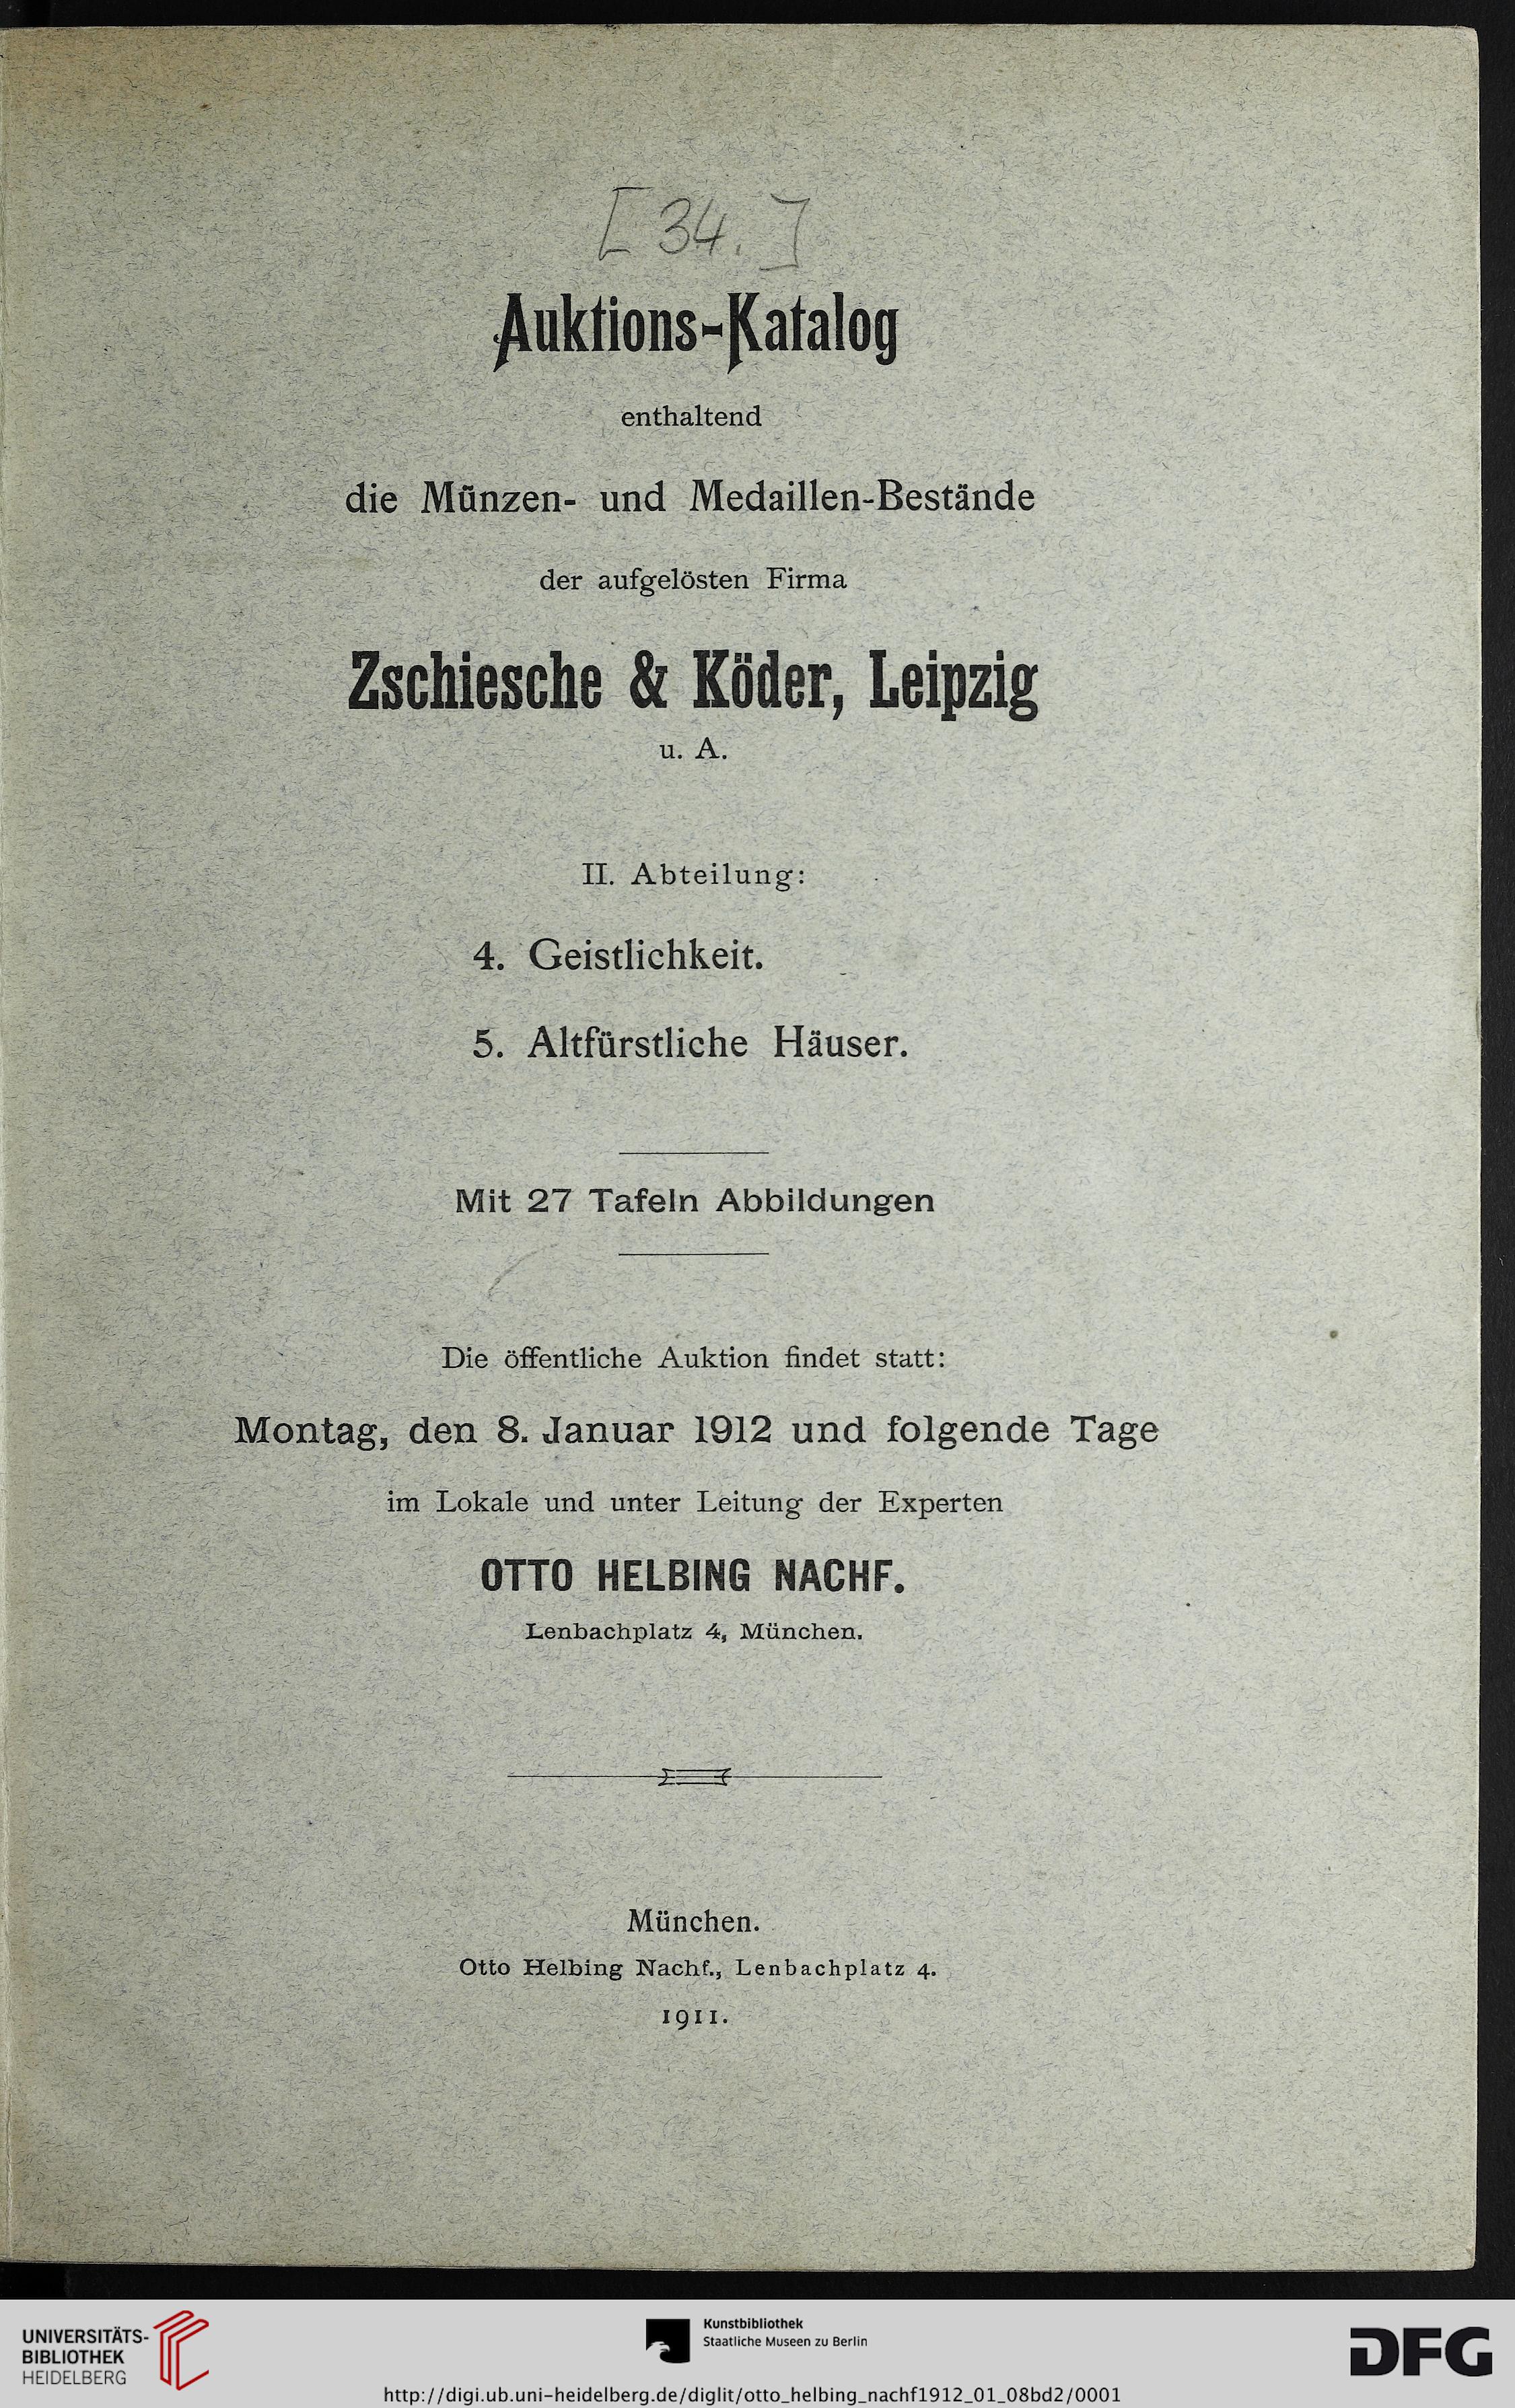 [34.]
Auktions-Katalog
enthaltend
die Münzen- und Medaillen-Bestände
der aufgelösten Firma
Zschiesche & Köder, Leipzig
u. A.
II. Abteilung:
4. Geistlichkeit.
5. Altfürstliche Häuser.
Mit 27 Tafeln Abbildungen
Die öffentliche Auktion findet statt:
Montag, den 8. Januar 1912 und folgende Tage
im Lokale und unter Leitung der Experten
OTTO HELBING NACHF.
Lenbachplatz 4, München.
München.
Otto Helbing Nachf., Lenbachplatz 4.
1911.
UNIVERSITÄTS-
BIBLIOTHEK
HEIDELBERG
Kunstbibliothek
Staatliche Museen zu Berlin
DFG
http://digi.ub.uni-heidelberg.de/diglit/otto_helbing_nachf1912_01_08bd2/0001